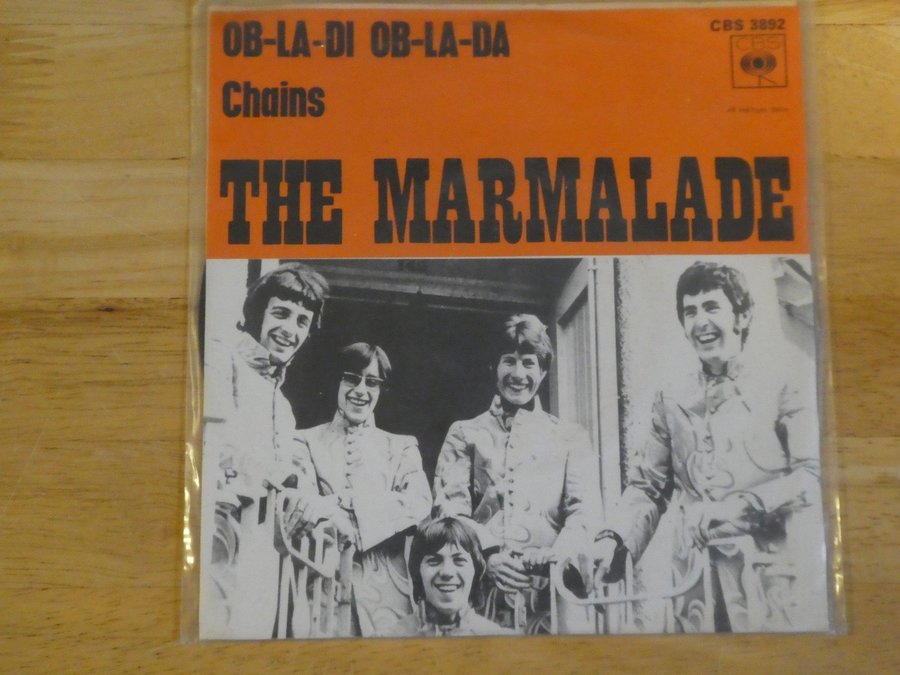 OB-LA-DI OB-LA-DA
CBS 3892
CBS
Chains
THE MARMALADE